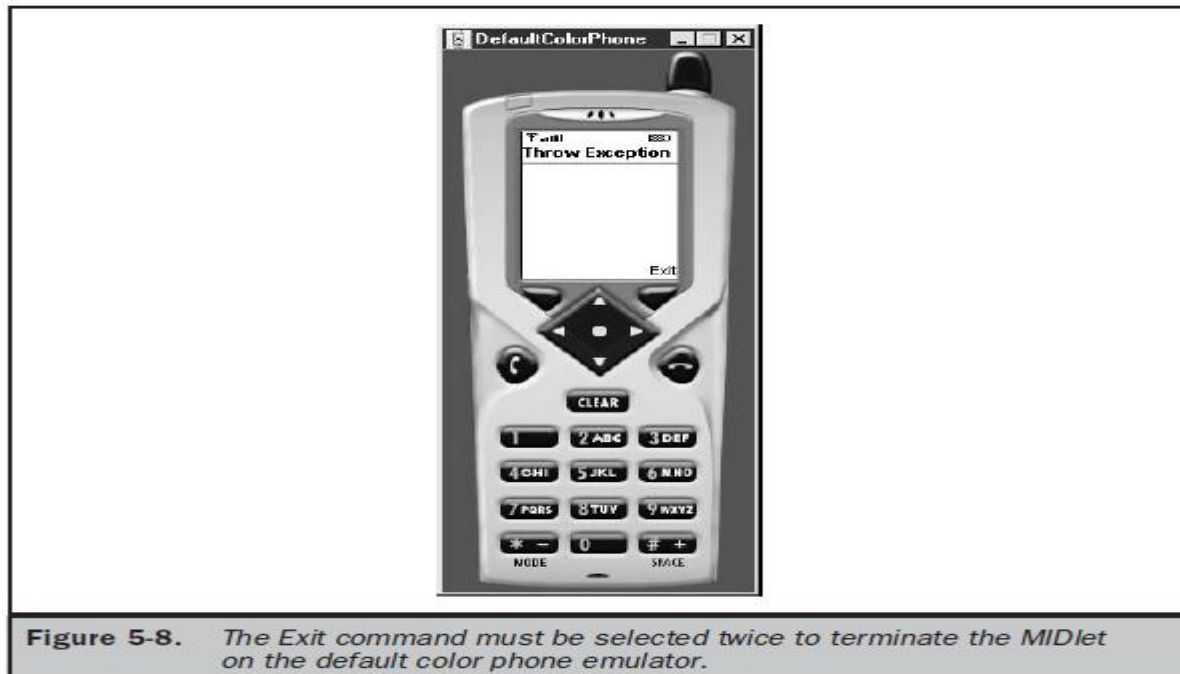 DefaultColorPhone
Throw Exception
Exit
CLEAR
1
2 ABC
3 DEF
4 GHI
5 JKL
6 MNO
7 PQRS
8 TUV
9 WXYZ
* -
0
# +
MODE
SPACE
Figure 5-8. The Exit command must be selected twice to terminate the MIDlet
on the default color phone emulator.